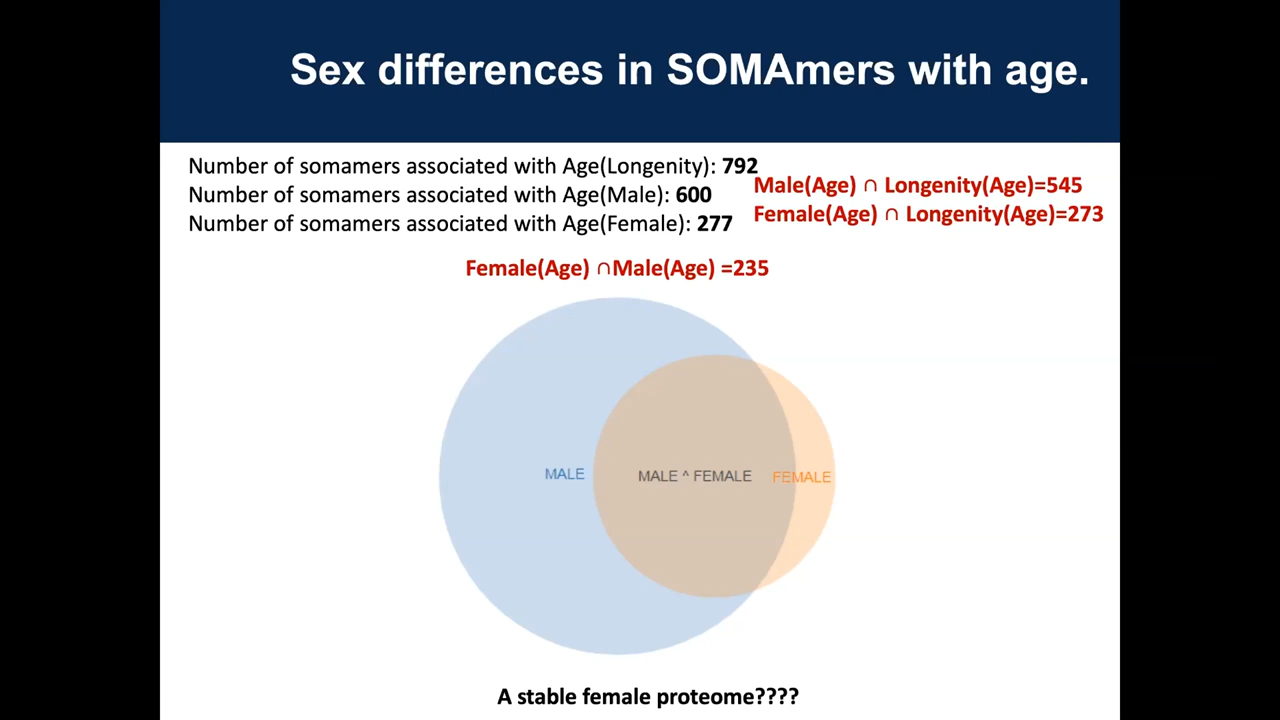 Sex differences in SOMAmers with age.
Number of somamers associated with Age(Longenity): 792
Number of somamers associated with Age(Male): 600
Number of somamers associated with Age(Female): 277
Male(Age) ∩ Longenity(Age)=545
Female(Age) ∩ Longenity(Age)=273
Female(Age) ∩Male(Age) =235
MALE
MALE ^ FEMALE
FEMALE
A stable female proteome????